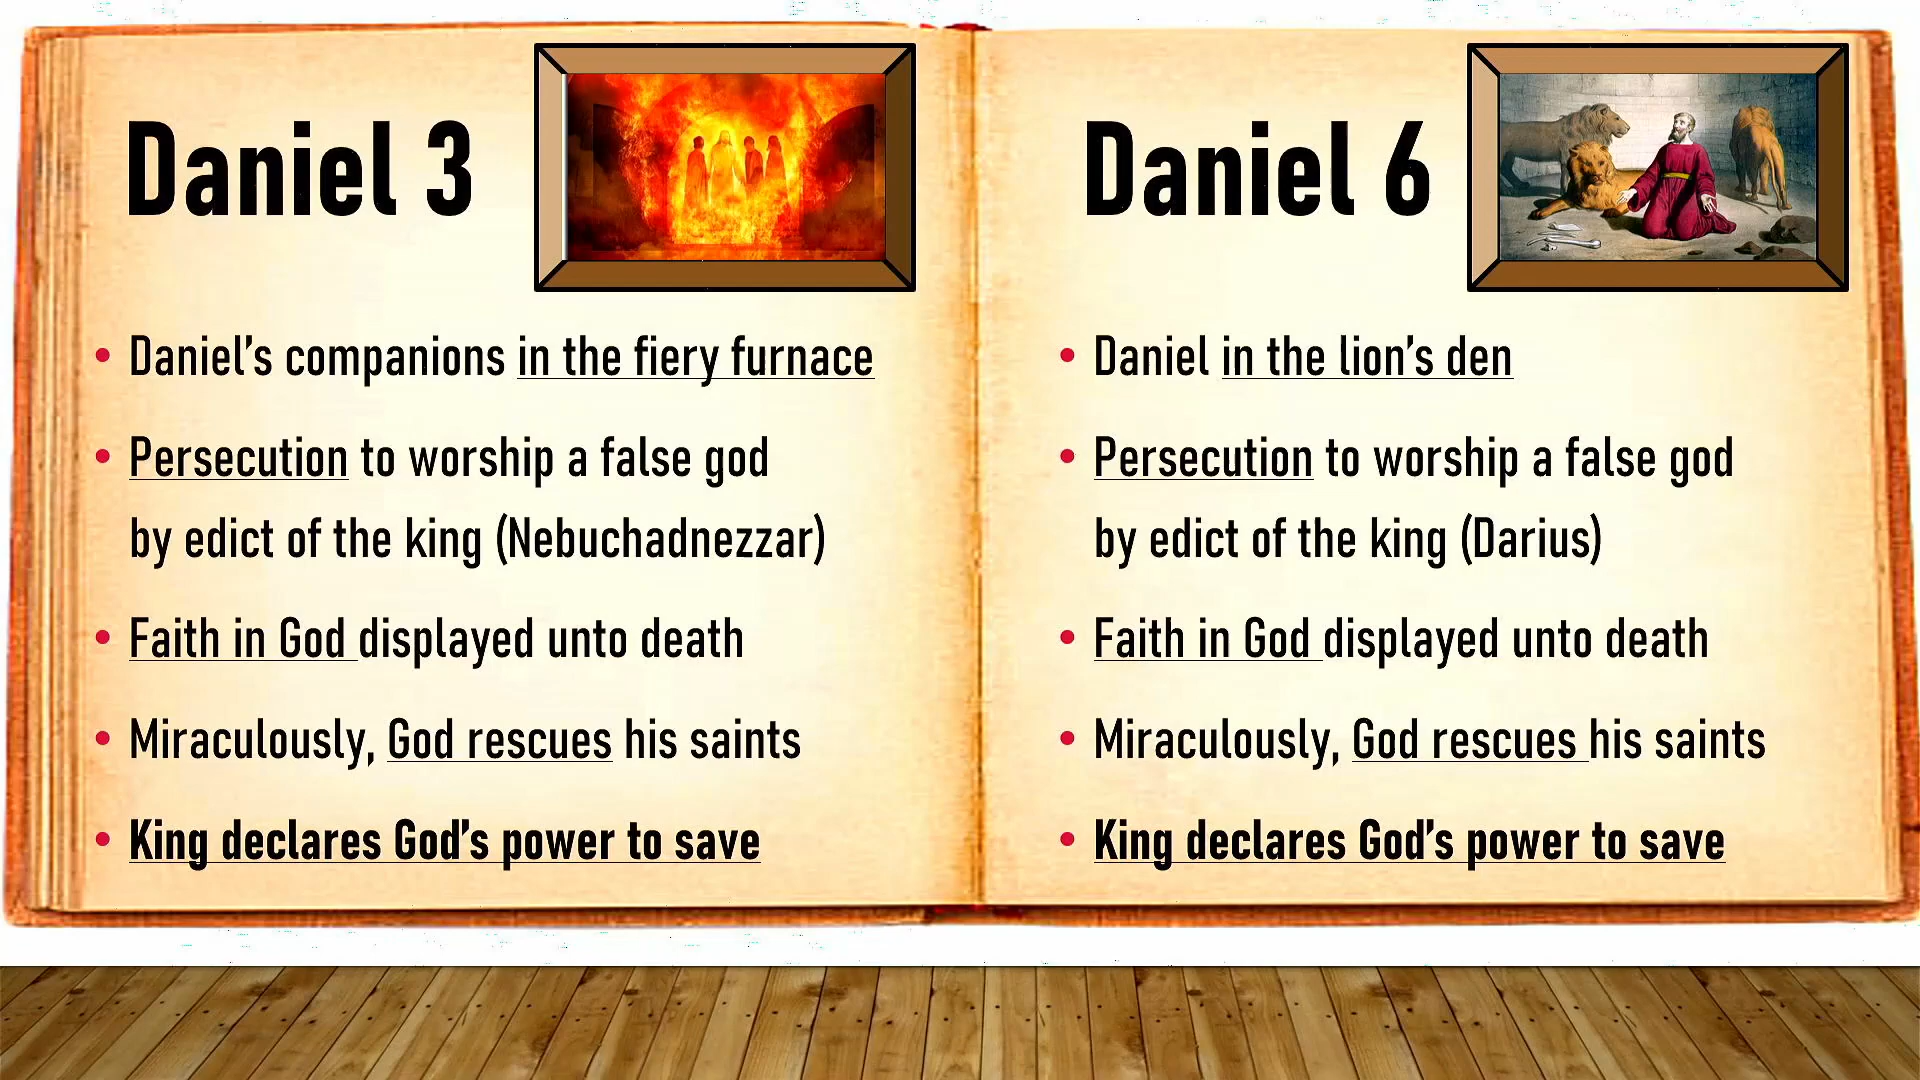 Daniel 3
• Daniel’s companions in the fiery furnace
• Persecution to worship a false god
by edict of the king (Nebuchadnezzar)
• Faith in God displayed unto death
• Miraculously, God rescues his saints
• King declares God’s power to save
Daniel 6
• Daniel in the lion’s den
• Persecution to worship a false god
by edict of the king (Darius)
• Faith in God displayed unto death
• Miraculously, God rescues his saints
• King declares God’s power to save